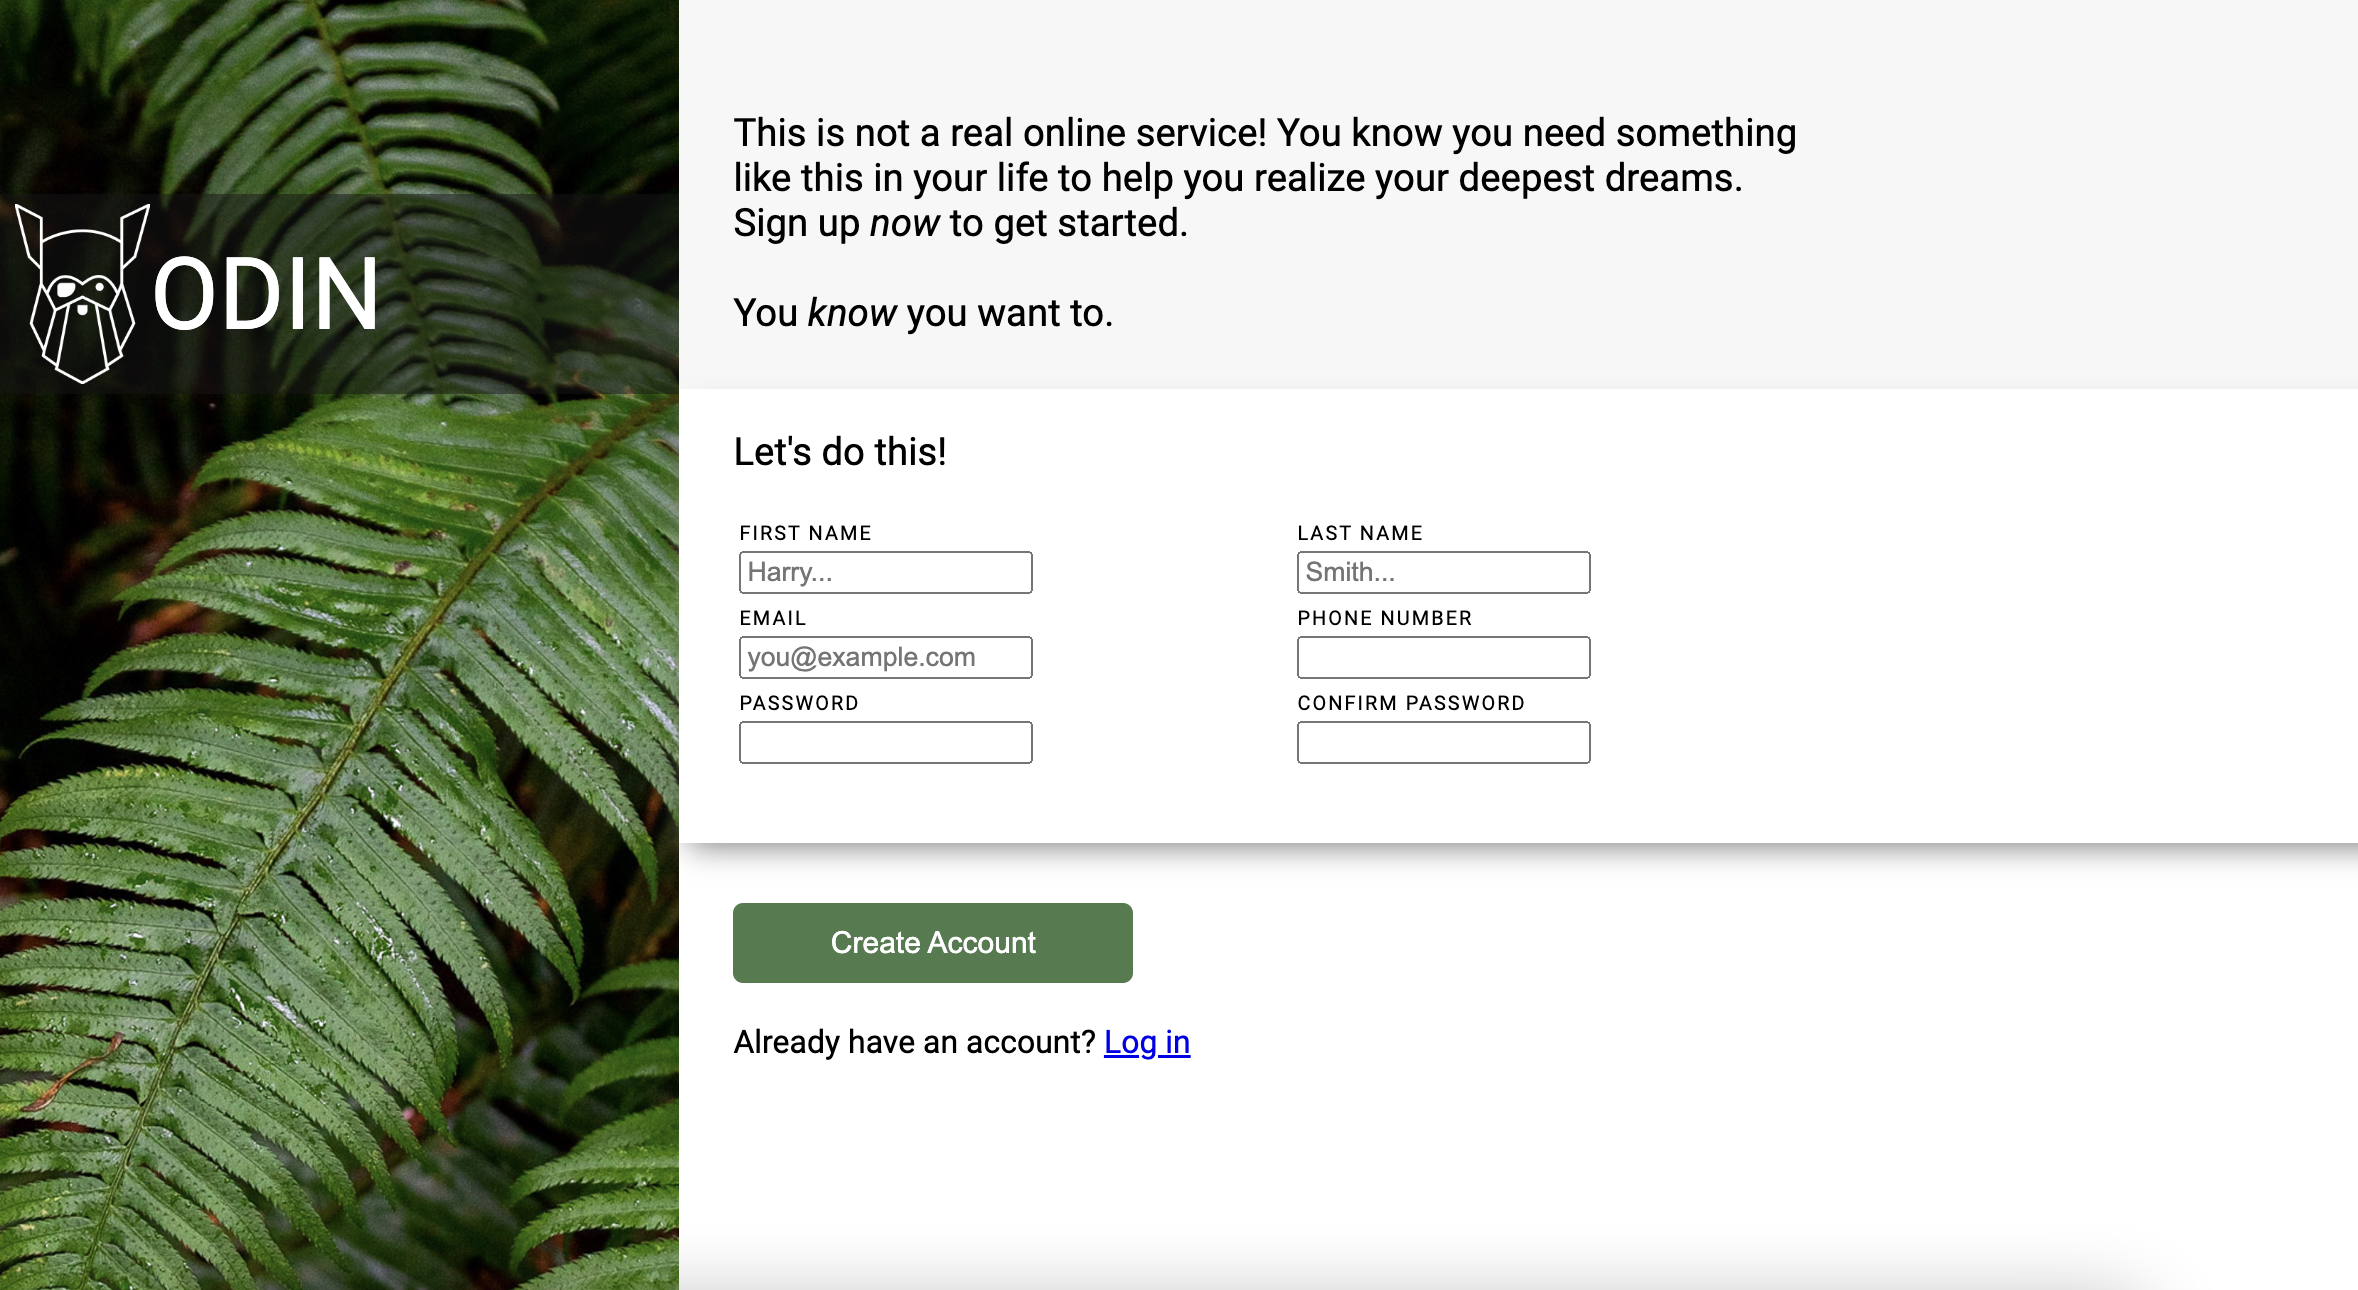 ODIN
This is not a real online service! You know you need something
like this in your life to help you realize your deepest dreams.
Sign up now to get started.
You know you want to.
Let's do this!
FIRST NAME
LAST NAME
Harry...
Smith...
EMAIL
PHONE NUMBER
you@example.com
PASSWORD
CONFIRM PASSWORD
Create Account
Already have an account? Log in